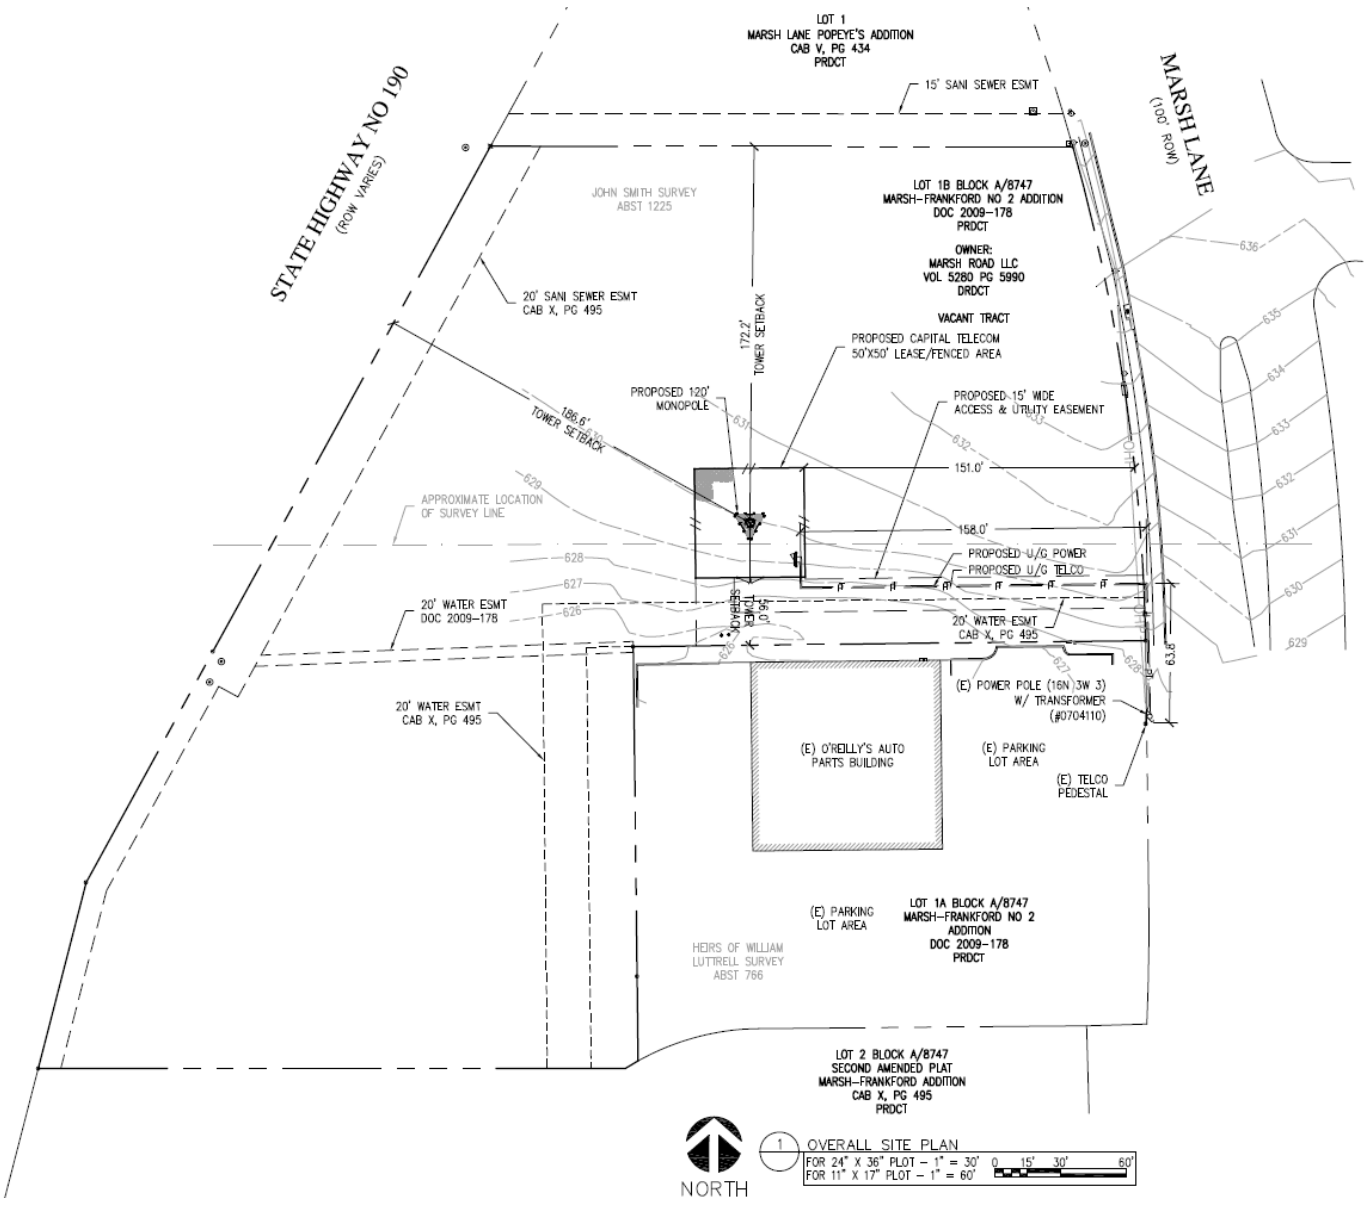 LOT 1
MARSH LANE POPEYE'S ADDITION
CAB V, PG 434
PRDCT
STATE HIGHWAY NO 190
(ROW VARIES)
MARSH LANE
(100' ROW)
15' SANI SEWER ESMT
JOHN SMITH SURVEY
ABST 1225
LOT 1B BLOCK A/8747
MARSH-FRANKFORD NO 2 ADDITION
DOC 2009-178
PRDCT
OWNER:
MARSH ROAD LLC
VOL 5280 PG 5990
DRDCT
VACANT TRACT
636
635
634
633
632
631
630
629
20' SANI SEWER ESMT
CAB X, PG 495
172.2'
TOWER SETBACK
PROPOSED CAPITAL TELECOM
50'X50' LEASE/FENCED AREA
PROPOSED 120'
MONOPOLE
PROPOSED 15' WIDE
ACCESS & UTILITY EASEMENT
186.6'
TOWER SETBACK
630
631
632
633
OHP
151.0'
629
APPROXIMATE LOCATION
OF SURVEY LINE
158.0'
PROPOSED U/G POWER
PROPOSED U/G TELCO
628
627
626
20' WATER ESMT
DOC 2009-178
56.0'
TOWER
SETBACK
20' WATER ESMT
CAB X, PG 495
OHP
626
627
628
63.8'
(E) POWER POLE (16N 3W 3)
W/ TRANSFORMER
(#0704110)
20' WATER ESMT
CAB X, PG 495
(E) O'REILLY'S AUTO
PARTS BUILDING
(E) PARKING
LOT AREA
(E) TELCO
PEDESTAL
(E) PARKING
LOT AREA
LOT 1A BLOCK A/8747
MARSH-FRANKFORD NO 2
ADDITION
DOC 2009-178
PRDCT
HEIRS OF WILLIAM
LUTTRELL SURVEY
ABST 766
LOT 2 BLOCK A/8747
SECOND AMENDED PLAT
MARSH-FRANKFORD ADDITION
CAB X, PG 495
PRDCT
NORTH
1 OVERALL SITE PLAN
FOR 24" X 36" PLOT - 1" = 30'
FOR 11" X 17" PLOT - 1" = 60'
0 15' 30' 60'